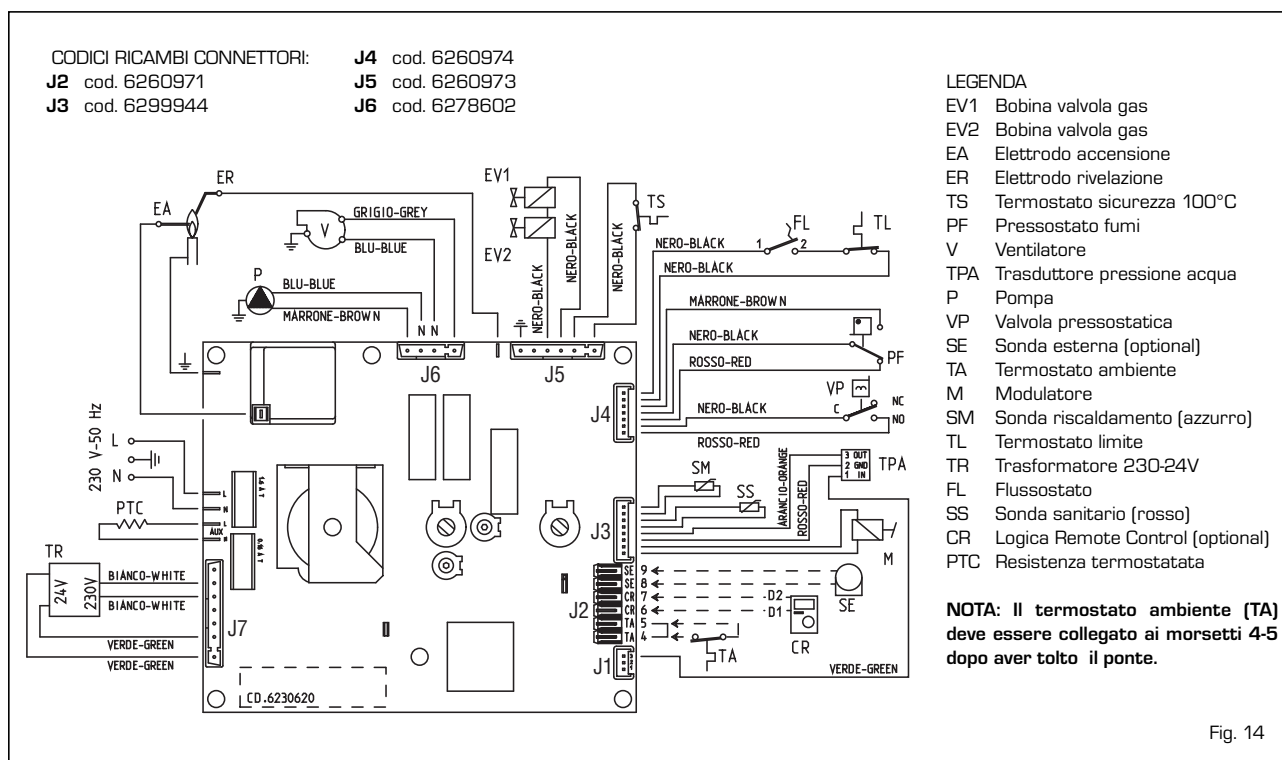 CODICI RICAMBI CONNETTORI:
J2 cod. 6260971
J3 cod. 6299944
J4 cod. 6260974
J5 cod. 6260973
J6 cod. 6278602
LEGENDA
EV1 Bobina valvola gas
EV2 Bobina valvola gas
EA Elettrodo accensione
ER Elettrodo rivelazione
TS Termostato sicurezza 100°C
PF Pressostato fumi
V Ventilatore
TPA Trasduttore pressione acqua
P Pompa
VP Valvola pressostatica
SE Sonda esterna (optional)
TA Termostato ambiente
M Modulatore
SM Sonda riscaldamento (azzurro)
TL Termostato limite
TR Trasformatore 230-24V
FL Flussostato
SS Sonda sanitario (rosso)
CR Logica Remote Control (optional)
PTC Resistenza termostatata
NOTA: Il termostato ambiente (TA)
deve essere collegato ai morsetti 4-5
dopo aver tolto il ponte.
Fig. 14
ER
EA
V
GRIGIO-GREY
BLU-BLUE
P
BLU-BLUE
MARRONE-BROWN
N N
EV1
EV2
NERO-BLACK
NERO-BLACK
NERO-BLACK
TS
NERO-BLACK
1 FL 2
TL
NERO-BLACK
MARRONE-BROWN
NERO-BLACK
ROSSO-RED
PF
VP
NERO-BLACK
C
NC
NO
ROSSO-RED
J6
J5
J4
SM
SS
ARANCIO-ORANGE
ROSSO-RED
3 OUT
2 GND
1 IN
TPA
J3
M
230 V-50 Hz
L
N
PTC
L
N
L
AUX
N
TR
24V
230V
BIANCO-WHITE
BIANCO-WHITE
VERDE-GREEN
VERDE-GREEN
J7
CD.6230620
J2
SE 9
SE 8
CR 7
CR 6
TA 5
TA 4
D2
D1
SE
CR
TA
J1
VERDE-GREEN